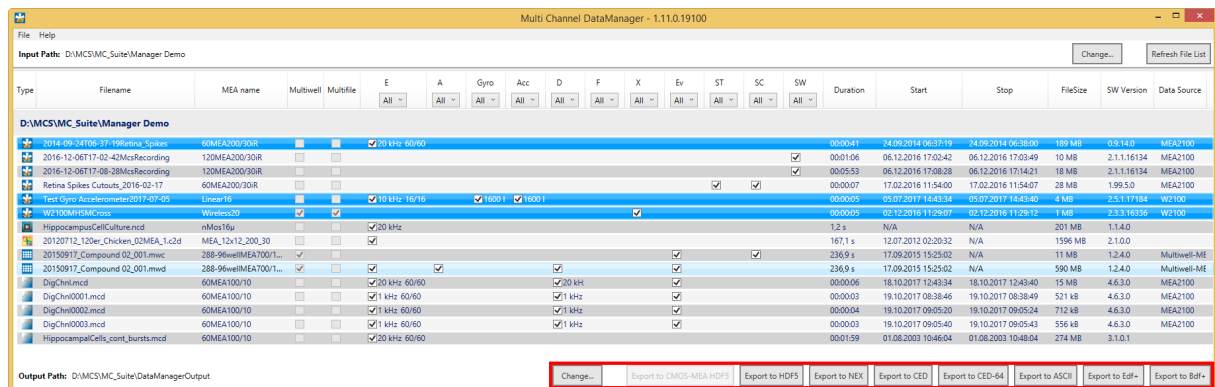 Multi Channel DataManager - 1.11.0.19100
File Help
Input Path: D:\MCS\MC_Suite\Manager Demo Change... Refresh File List
Type Filename MEA name Multiwell Multifile E A Gyro Acc D F X Ev ST SC SW Duration Start Stop FileSize SW Version Data Source
All All All All All All All All All All All
D:\MCS\MC_Suite\Manager Demo
2014-09-24T06-37-19Retina_Spikes 60MEA200/30iR 20 kHz 60/60 00:00:41 24.09.2014 06:37:19 24.09.2014 06:38:00 189 MB 0.9.14.0 MEA2100
2016-12-06T17-02-42McsRecording 120MEA200/30iR 00:01:06 06.12.2016 17:02:42 06.12.2016 17:03:49 10 MB 2.1.1.16134 MEA2100
2016-12-06T17-08-28McsRecording 120MEA200/30iR 00:05:53 06.12.2016 17:08:28 06.12.2016 17:14:21 18 MB 2.1.1.16134 MEA2100
Retina Spikes Cutouts_2016-02-17 60MEA200/30iR 00:00:07 17.02.2016 11:54:00 17.02.2016 11:54:07 28 MB 1.99.5.0 MEA2100
Test Gyro Accelerometer2017-07-05 Linear16 10 kHz 16/16 1600 I 1600 I 00:00:05 05.07.2017 14:43:34 05.07.2017 14:43:40 4 MB 2.5.1.17184 W2100
W2100MHSMCross Wireless20 00:00:05 02.12.2016 11:29:07 02.12.2016 11:29:12 1 MB 2.3.3.16336 W2100
HippocampusCellCulture.ncd nMos16µ 20 kHz 1,2 s N/A N/A 201 MB 1.1.4.0
20120712_120er_Chicken_02MEA_1.c2d MEA_12x12_200_30 167,1 s 12.07.2012 02:20:32 N/A 1596 MB 2.1.0.0
20150917_Compound 02_001.mwc 288-96wellMEA700/1... 236,9 s 17.09.2015 15:25:02 N/A 11 MB 1.2.4.0 Multiwell-ME
20150917_Compound 02_001.mwd 288-96wellMEA700/1... 236,9 s 17.09.2015 15:25:02 N/A 590 MB 1.2.4.0 Multiwell-ME
DigChnl.mcd 60MEA100/10 20 kHz 60/60 20 kH: 00:00:06 18.10.2017 12:43:34 18.10.2017 12:43:40 15 MB 4.6.3.0 MEA2100
DigChnl0001.mcd 60MEA100/10 1 kHz 60/60 1 kHz 00:00:03 19.10.2017 08:38:46 19.10.2017 08:38:49 521 kB 4.6.3.0 MEA2100
DigChnl0002.mcd 60MEA100/10 1 kHz 60/60 1 kHz 00:00:04 19.10.2017 09:05:20 19.10.2017 09:05:24 712 kB 4.6.3.0 MEA2100
DigChnl0003.mcd 60MEA100/10 1 kHz 60/60 1 kHz 00:00:03 19.10.2017 09:05:40 19.10.2017 09:05:43 556 kB 4.6.3.0 MEA2100
HippocampalCells_cont_bursts.mcd 60MEA100/10 20 kHz 60/60 00:01:59 01.08.2003 10:46:04 01.08.2003 10:48:04 274 MB 3.1.0.1
Output Path: D:\MCS\MC_Suite\DataManagerOutput Change... Export to CMOS-MEA HDF5 Export to HDF5 Export to NEX Export to CED Export to CED-64 Export to ASCII Export to Edf+ Export to Bdf+